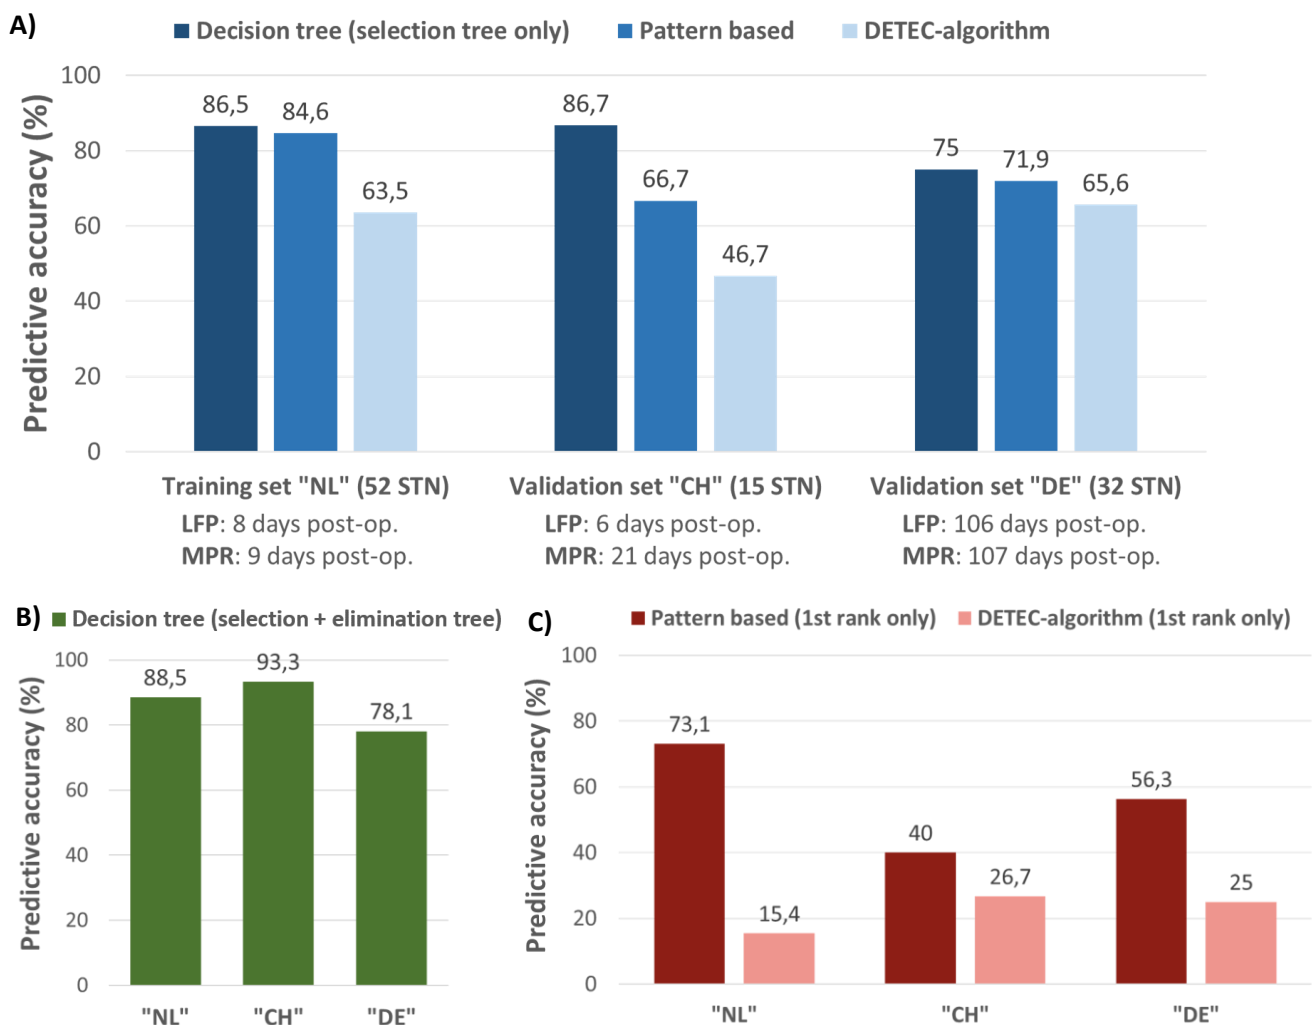 A)
Decision tree (selection tree only) Pattern based DETEC-algorithm
Predictive accuracy (%)
100
80
60
40
20
0
86,5 84,6 63,5
86,7 66,7 46,7
75 71,9 65,6
Training set "NL" (52 STN) Validation set "CH" (15 STN) Validation set "DE" (32 STN)
LFP: 8 days post-op. LFP: 6 days post-op. LFP: 106 days post-op.
MPR: 9 days post-op. MPR: 21 days post-op. MPR: 107 days post-op.
B)
Decision tree (selection + elimination tree)
Predictive accuracy (%)
100
80
60
40
20
0
88,5 93,3 78,1
"NL" "CH" "DE"
C)
Pattern based (1st rank only) DETEC-algorithm (1st rank only)
Predictive accuracy (%)
100
80
60
40
20
0
73,1 15,4
40 26,7
56,3 25
"NL" "CH" "DE"